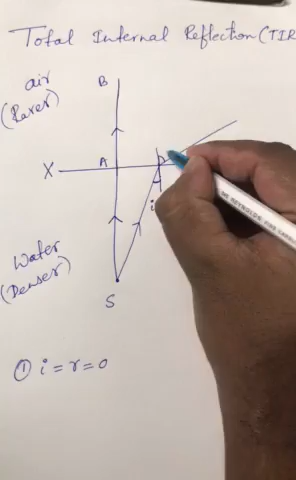 Total Internal Reflection (TIR
air
(Rarer)
B
X
A
i
Water
(Denser)
S
① i = r = 0